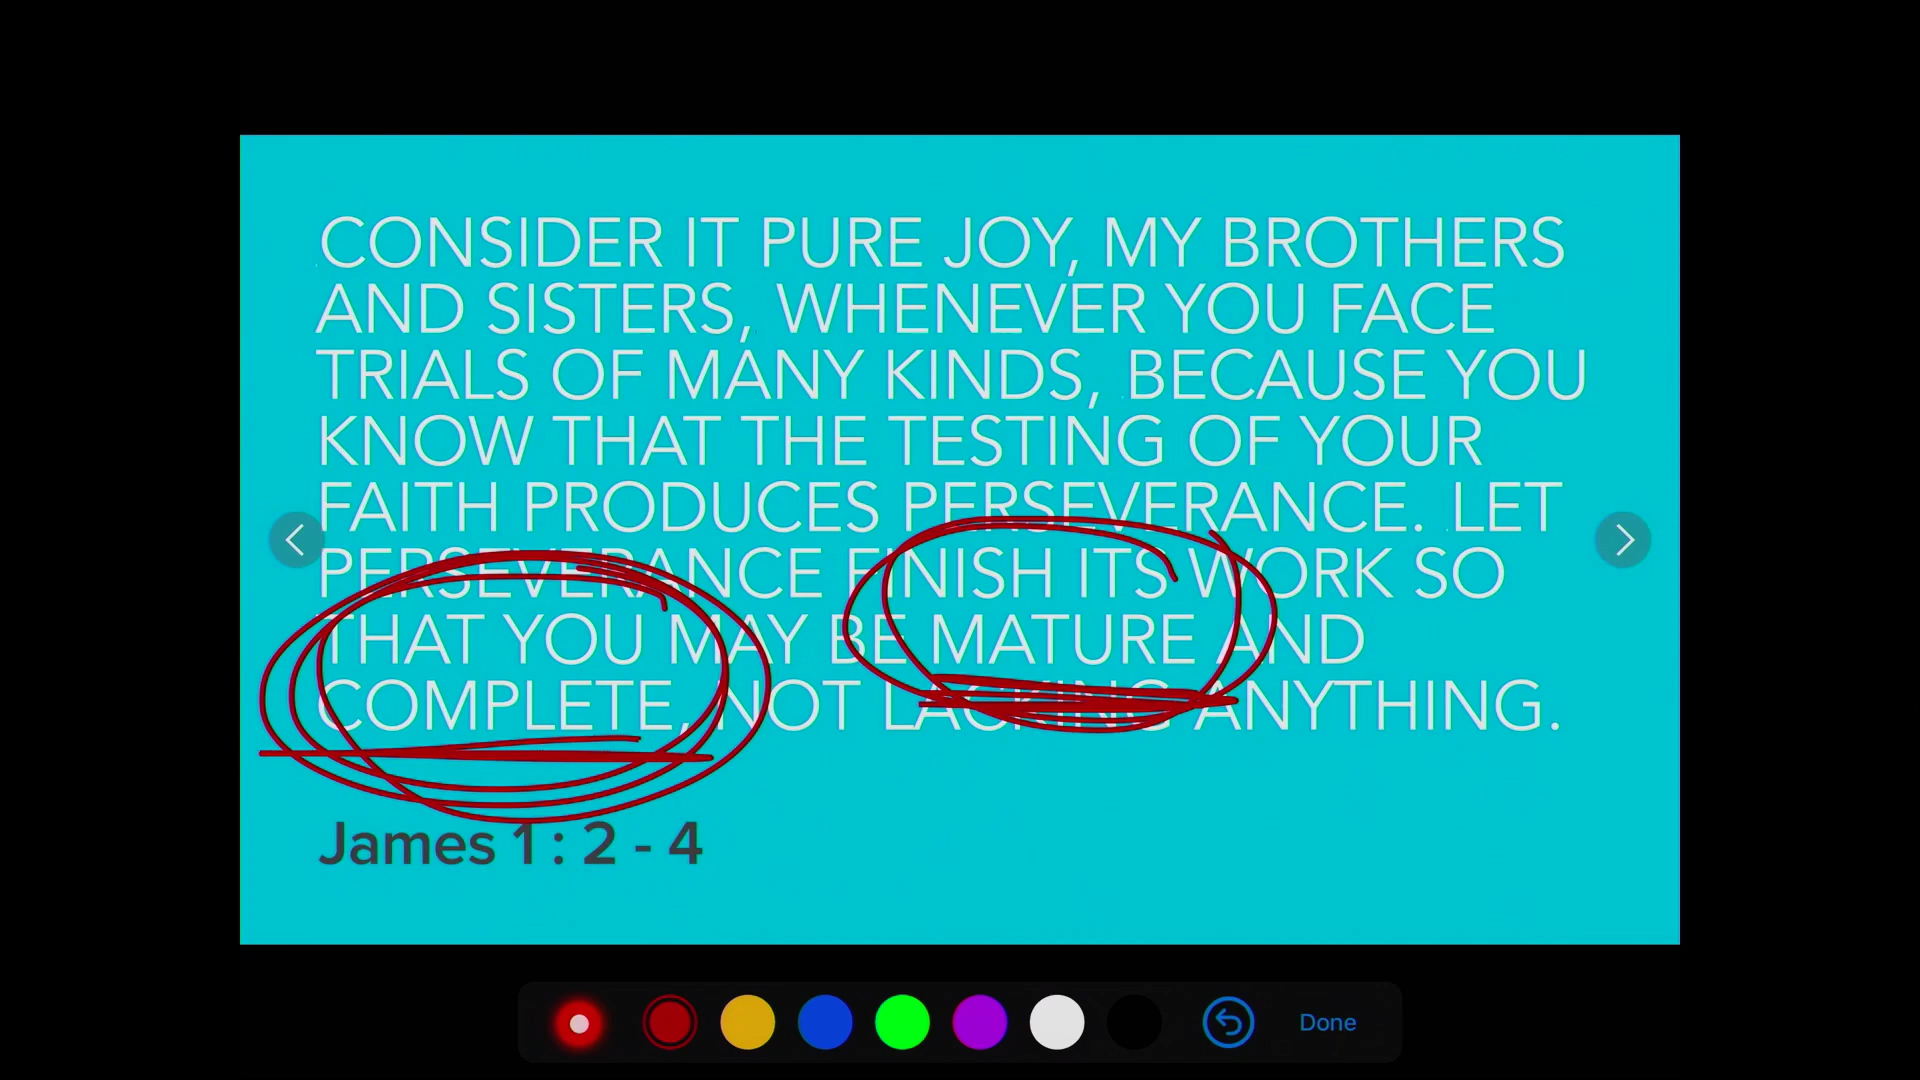 CONSIDER IT PURE JOY, MY BROTHERS
AND SISTERS, WHENEVER YOU FACE
TRIALS OF MANY KINDS, BECAUSE YOU
KNOW THAT THE TESTING OF YOUR
FAITH PRODUCES PERSEVERANCE. LET
PERSEVERANCE FINISH ITS WORK SO
THAT YOU MAY BE MATURE AND
COMPLETE, NOT LACKING ANYTHING.
James 1 : 2 - 4
Done